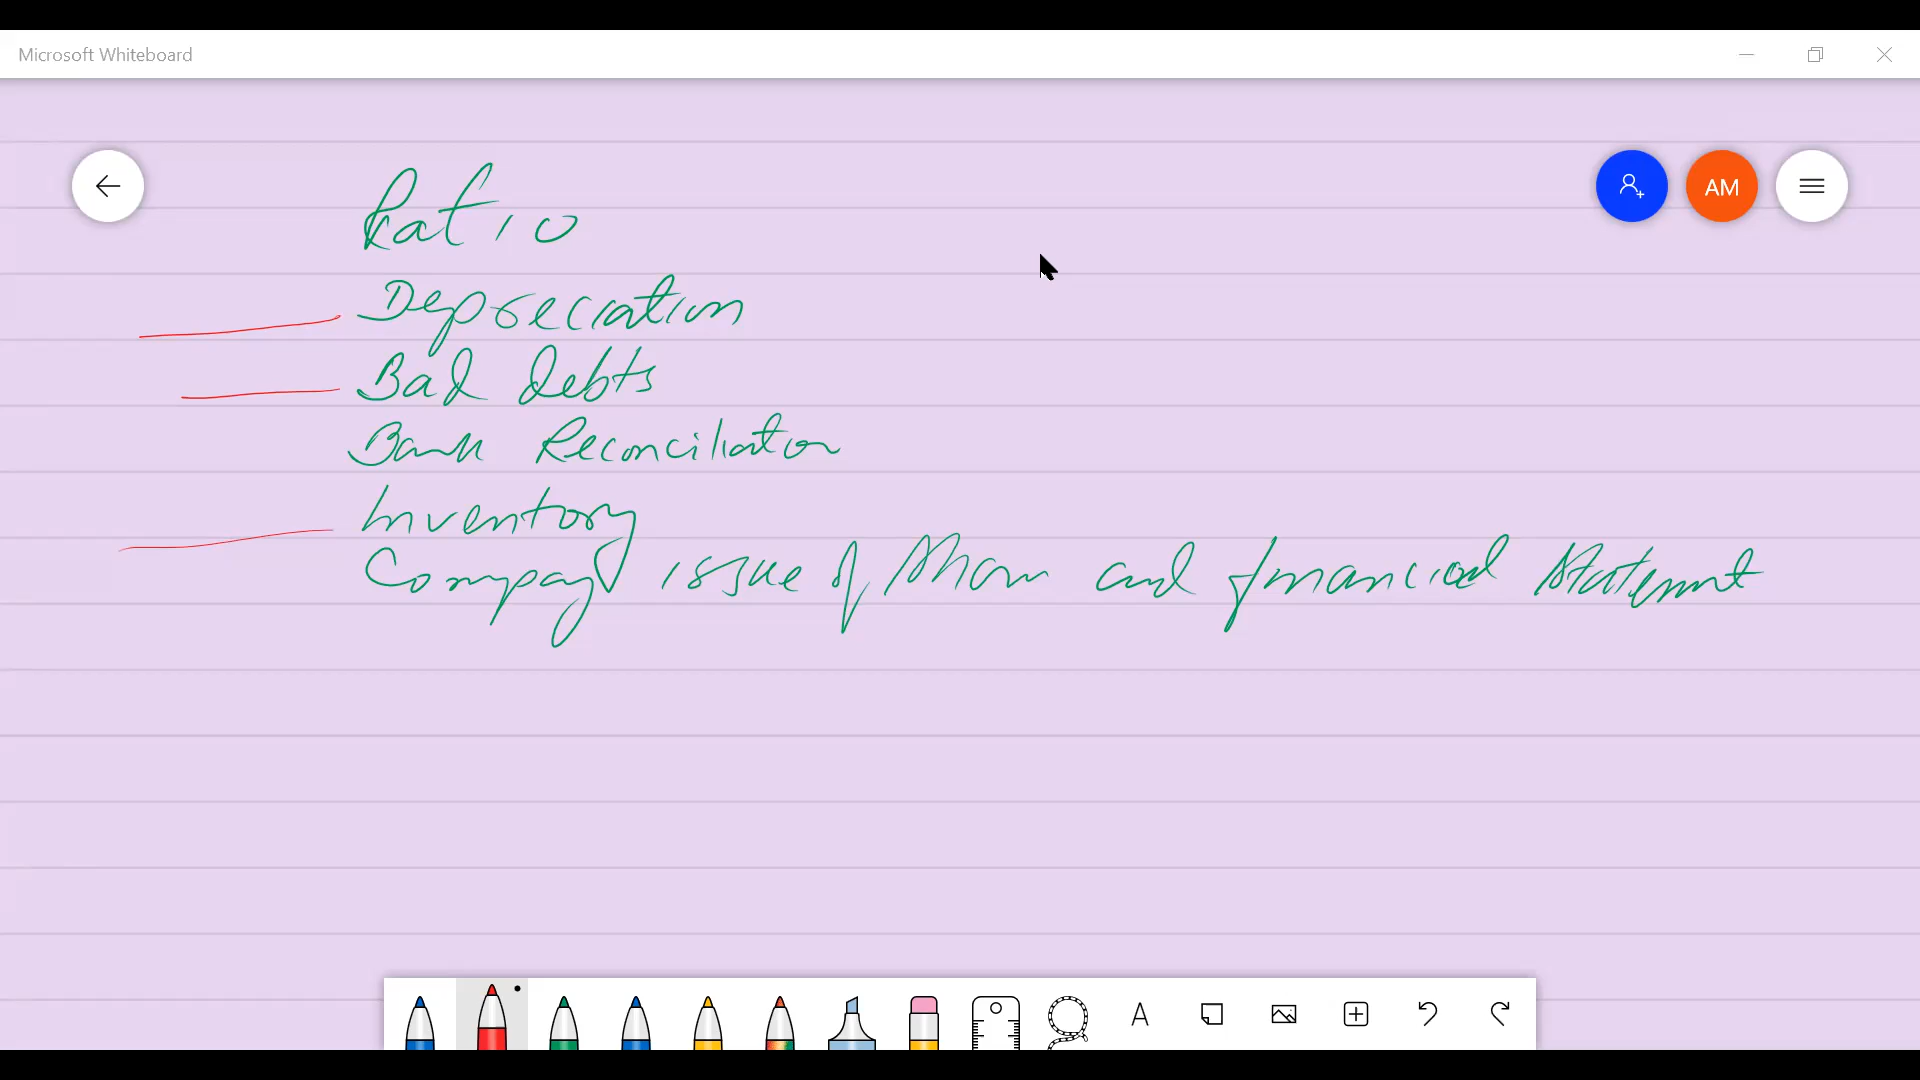 Microsoft Whiteboard
AM
Ratio
Depreciation
Bad debts
Bank Reconciliation
Inventory
Company issue of share and financial statement
A